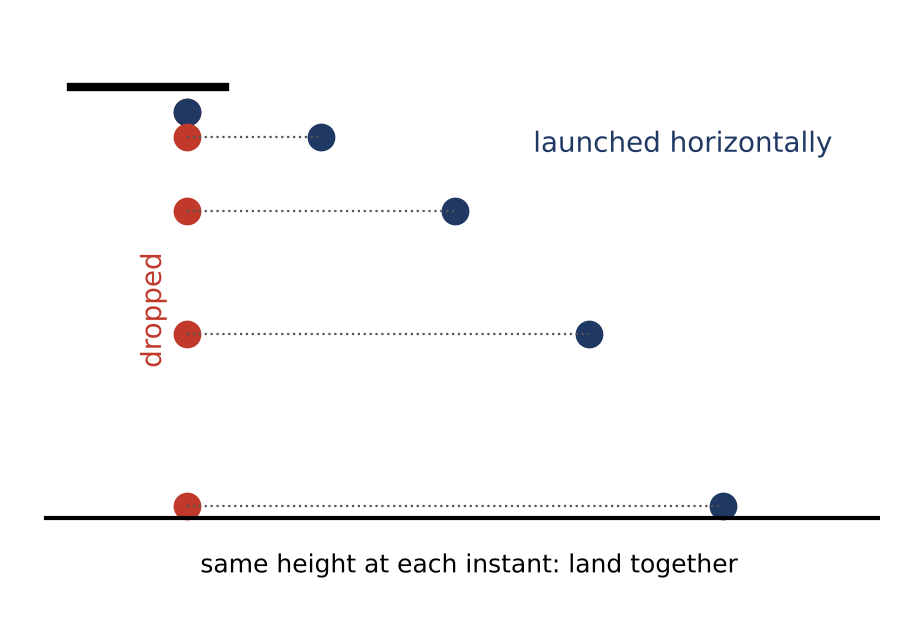 launched horizontally
dropped
same height at each instant: land together